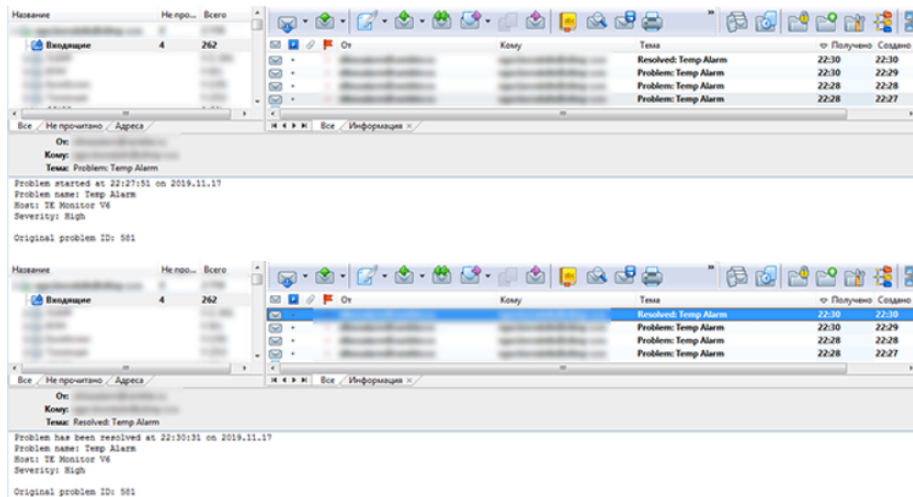 Название Не про... Всего
Входящие 4 262
От Кому Тема Получено Создано
Resolved: Temp Alarm 22:30 22:30
Problem: Temp Alarm 22:30 22:29
Problem: Temp Alarm 22:28 22:28
Problem: Temp Alarm 22:28 22:27
Все Не прочитано Адреса Все Информация
От:
Кому:
Тема: Problem: Temp Alarm
Problem started at 22:27:51 on 2019.11.17
Problem name: Temp Alarm
Host: TE Monitor V6
Severity: High
Original problem ID: 581
Название Не про... Всего
Входящие 4 262
От Кому Тема Получено Создано
Resolved: Temp Alarm 22:30 22:30
Problem: Temp Alarm 22:30 22:29
Problem: Temp Alarm 22:28 22:28
Problem: Temp Alarm 22:28 22:27
Все Не прочитано Адреса Все Информация
От:
Кому:
Тема: Resolved: Temp Alarm
Problem has been resolved at 22:30:31 on 2019.11.17
Problem name: Temp Alarm
Host: TE Monitor V6
Severity: High
Original problem ID: 581